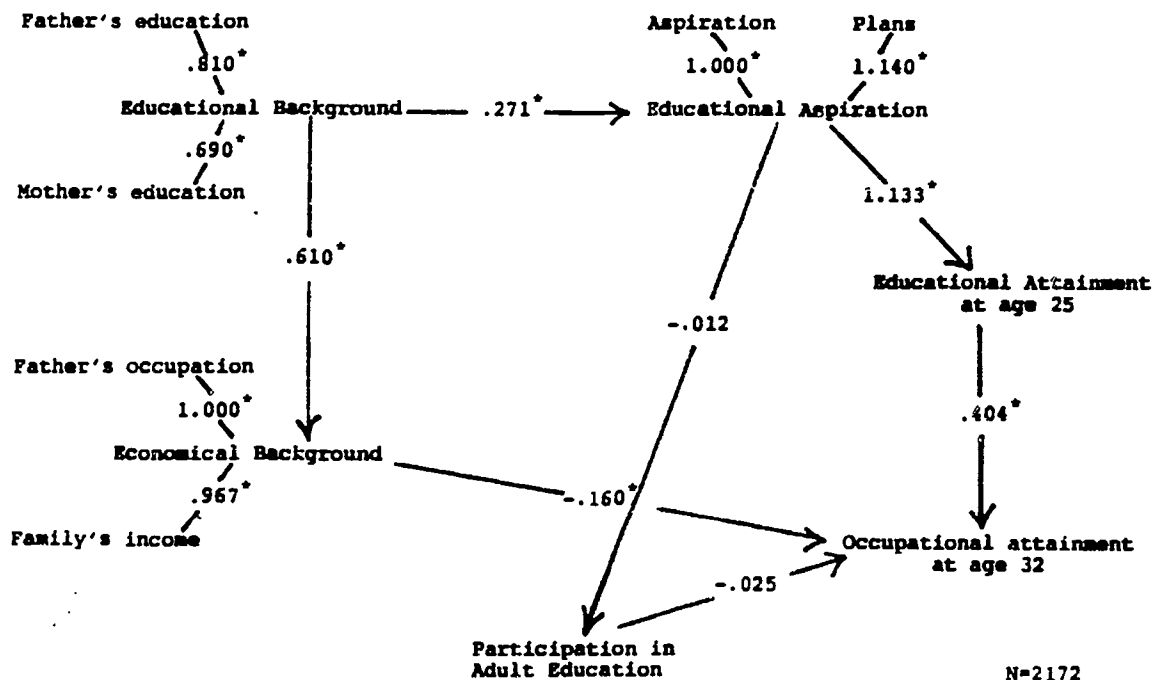 Father's education
Aspiration Plans
.810*
1.000* 1.140*
Educational Background .271* Educational Aspiration
.690*
Mother's education
1.133*
.610*
Educational Attainment
at age 25
-.012
Father's occupation
1.000*
.404*
Economical Background
.967*
-.160*
Family's income
Occupational attainment
at age 32
-.025
Participation in
Adult Education
N=2172